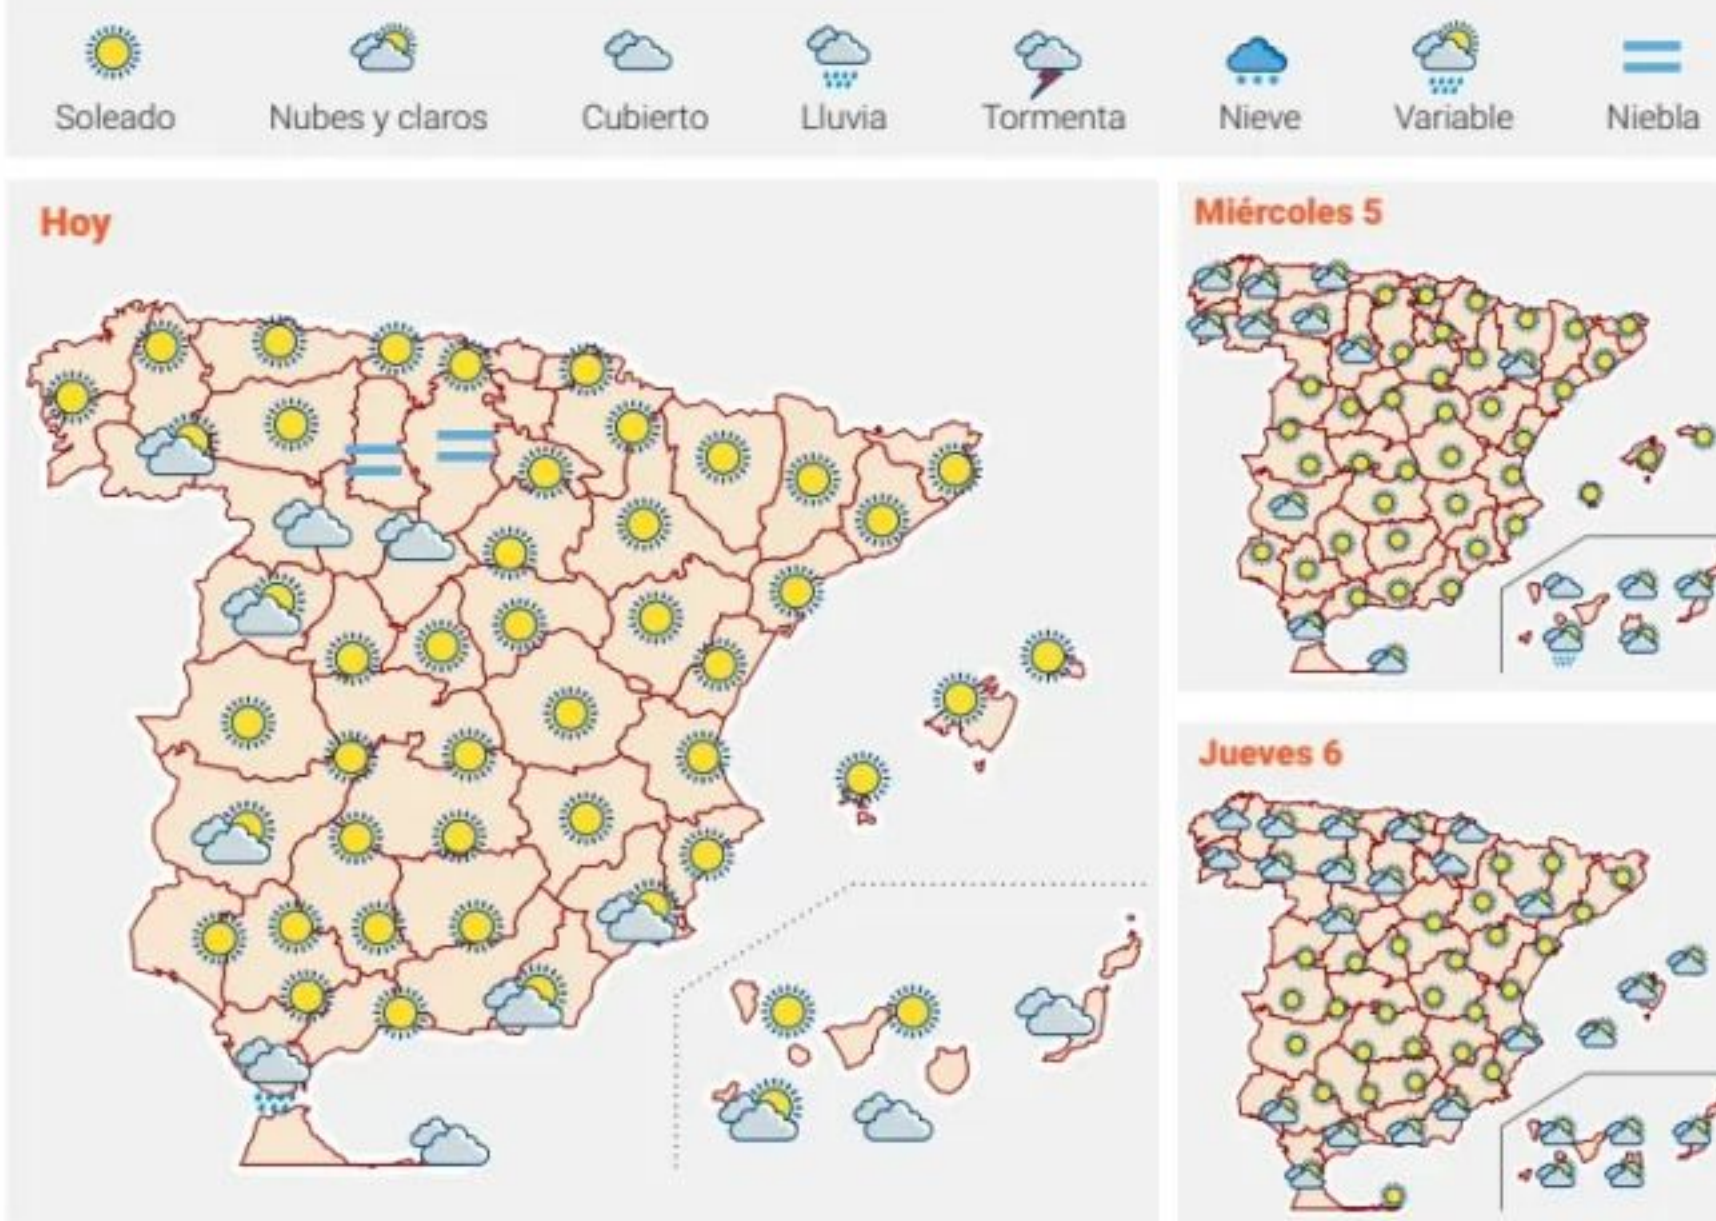 Soleado
Nubes y claros
Cubierto
Lluvia
Tormenta
Nieve
Variable
Niebla
Hoy
Miércoles 5
Jueves 6